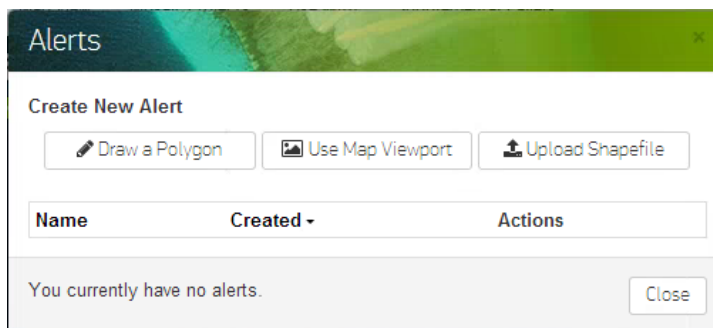 Alerts
Create New Alert
Draw a Polygon Use Map Viewport Upload Shapefile
Name Created Actions
You currently have no alerts.
Close